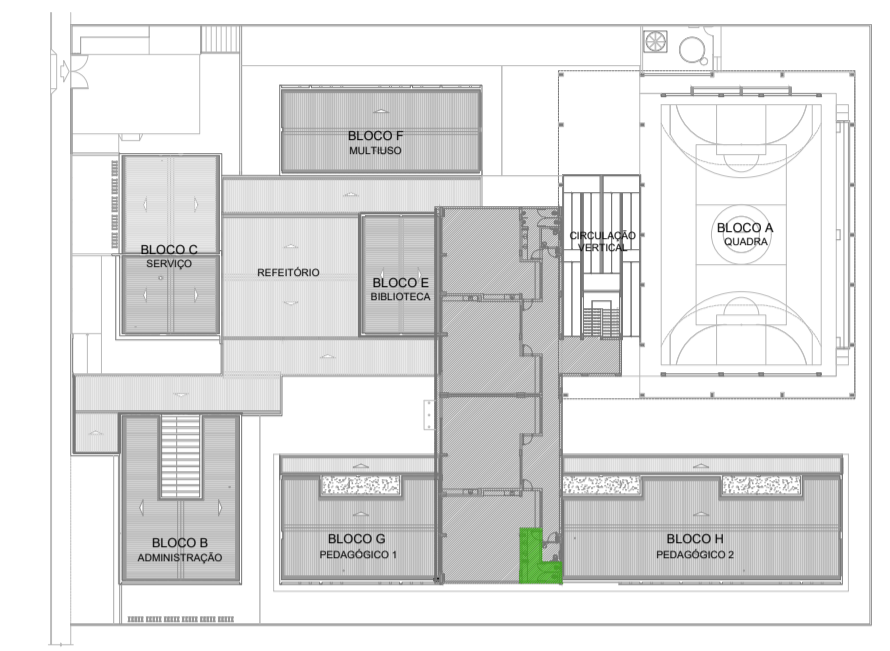 BLOCO F
MULTIUSO
BLOCO C
SERVIÇO
REFEITÓRIO
BLOCO E
BIBLIOTECA
CIRCULAÇÃO
VERTICAL
BLOCO A
QUADRA
BLOCO B
ADMINISTRAÇÃO
BLOCO G
PEDAGÓGICO 1
BLOCO H
PEDAGÓGICO 2